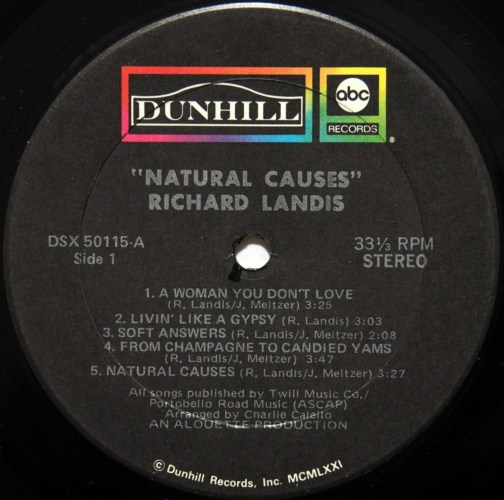 DUNHILL
abc
RECORDS
®
"NATURAL CAUSES"
RICHARD LANDIS
DSX 50115-A
Side 1
33⅓ RPM
STEREO
1. A WOMAN YOU DON'T LOVE
(R. Landis/J. Meltzer) 3:25
2. LIVIN' LIKE A GYPSY (R. Landis) 3:03
3. SOFT ANSWERS (R. Landis/J. Meltzer) 2:08
4. FROM CHAMPAGNE TO CANDIED YAMS
(R. Landis/J. Meltzer) 3:47
5. NATURAL CAUSES (R. Landis/J. Meltzer) 3:27
All songs published by Twill Music Co./
Portobello Road Music (ASCAP)
Arranged by Charlie Calello
AN ALOUETTE PRODUCTION
© Dunhill Records, Inc. MCMLXXI